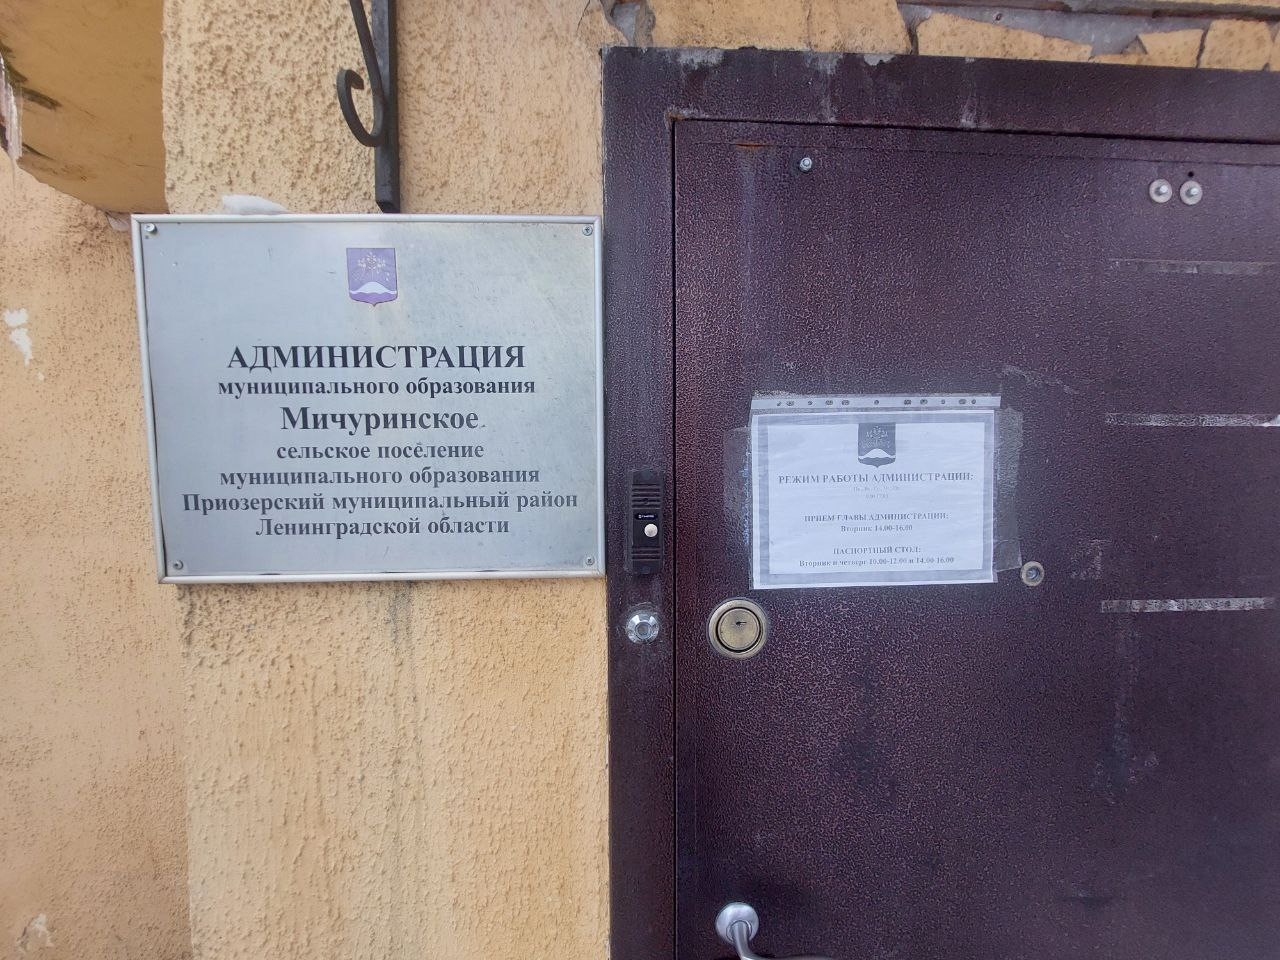 АДМИНИСТРАЦИЯ
муниципального образования
Мичуринское
сельское посёление
муниципального образования
Приозерский муниципальный район
Ленинградской области
РЕЖИМ РАБОТЫ АДМИНИСТРАЦИИ:
ПРИЕМ ГЛАВЫ АДМИНИСТРАЦИИ:
Вторник 14.00-16.00
ПАСПОРТНЫЙ СТОЛ:
Вторник и четверг 10.00-12.00 и 14.00-16.00